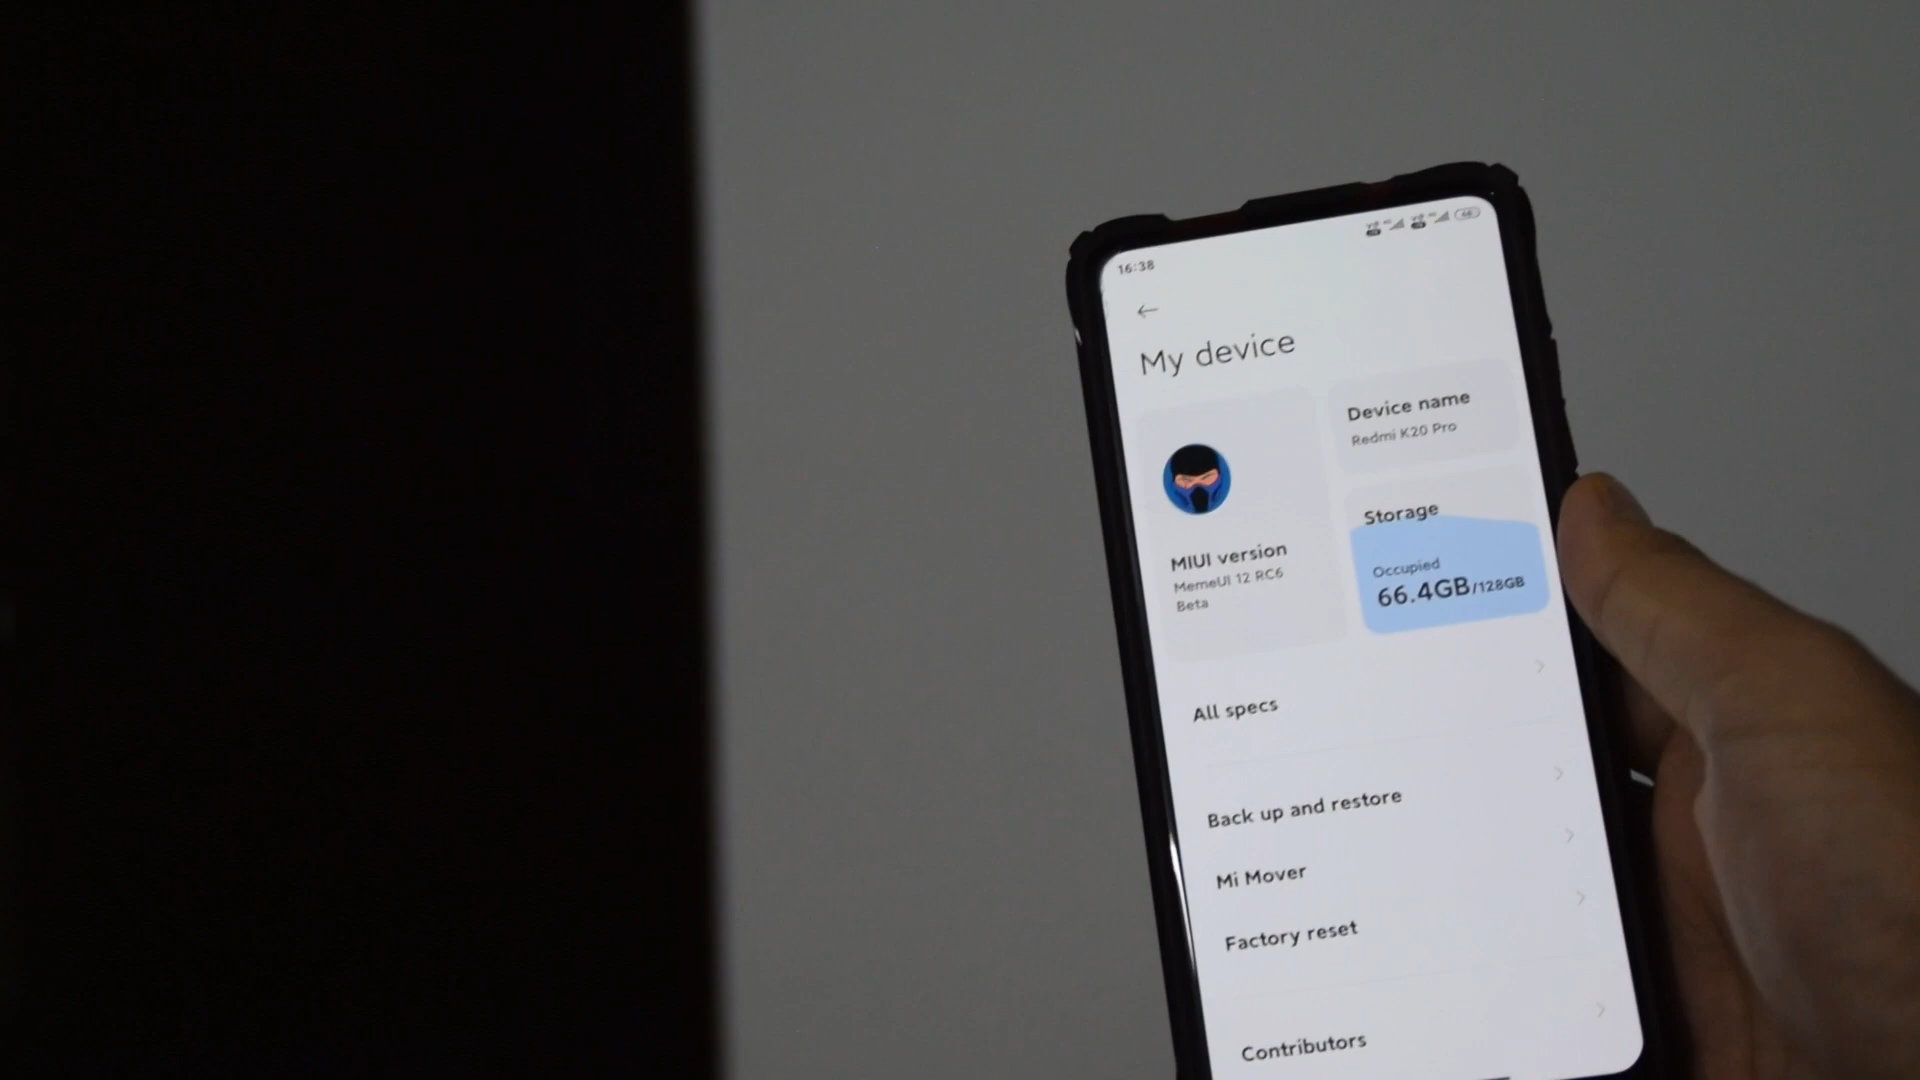 16:38
My device
Device name
Redmi K20 Pro
MIUI version
MemeUI 12 RC6
Beta
Storage
Occupied
66.4GB/128GB
All specs
Back up and restore
Mi Mover
Factory reset
Contributors